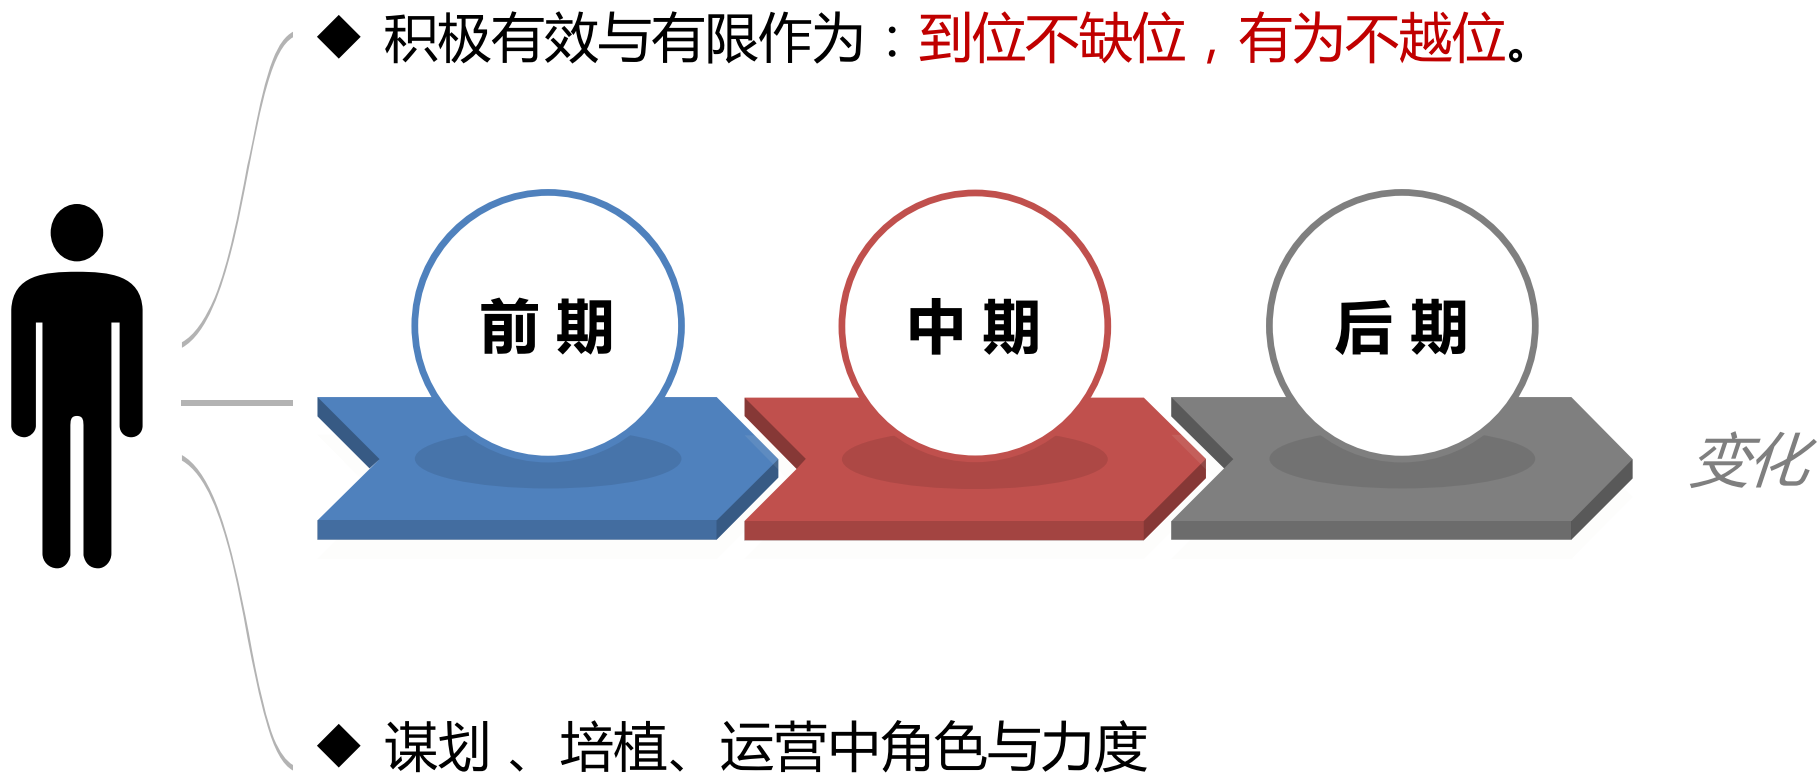 ◆ 积极有效与有限作为：到位不缺位，有为不越位。
前期 中期 后期
变化
◆ 谋划、培植、运营中角色与力度